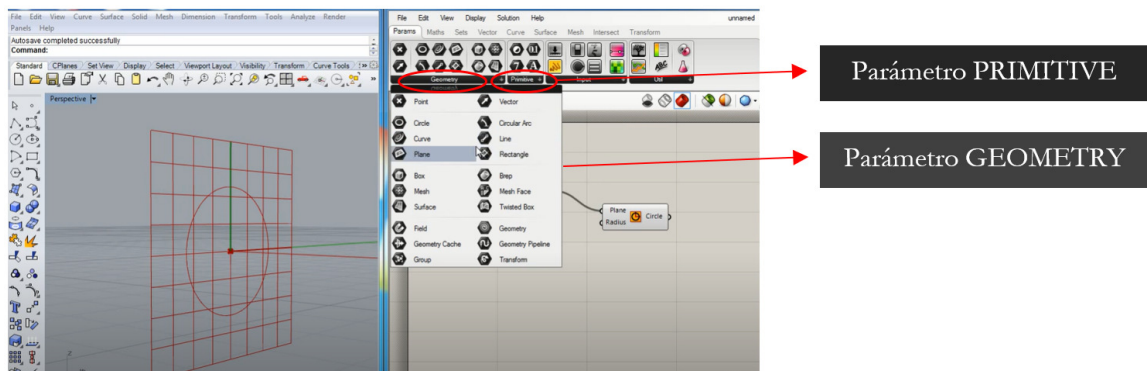 File Edit View Curve Surface Solid Mesh Dimension Transform Tools Analyze Render
Panels Help
Autosave completed successfully
Command:
Standard CPlanes Set View Display Select Viewport Layout Visibility Transform Curve Tools
Perspective
z
File Edit View Display Solution Help unnamed
Params Maths Sets Vector Curve Surface Mesh Intersect Transform
Geometry Primitive Input Util
Point Vector
Circle Circular Arc
Curve Line
Plane Rectangle
Box Brep
Mesh Mesh Face
Surface Twisted Box
Field Geometry
Geometry Cache Geometry Pipeline
Group Transform
Plane
Radius
Circle
Parámetro PRIMITIVE
Parámetro GEOMETRY